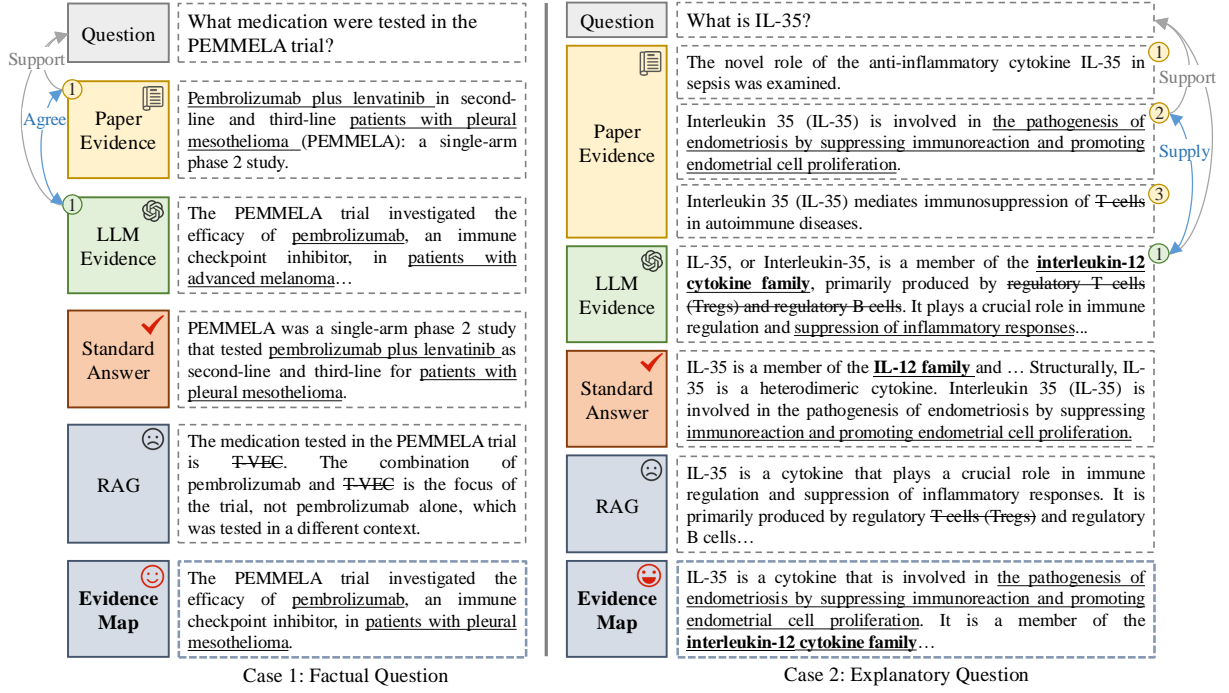 Question
What medication were tested in the
PEMMELA trial?
Support
Agree
1
Paper
Evidence
Pembrolizumab plus lenvatinib in second-
line and third-line patients with pleural
mesothelioma (PEMMELA): a single-arm
phase 2 study.
1
LLM
Evidence
The PEMMELA trial investigated the
efficacy of pembrolizumab, an immune
checkpoint inhibitor, in patients with
advanced melanoma…
Standard
Answer
PEMMELA was a single-arm phase 2 study
that tested pembrolizumab plus lenvatinib as
second-line and third-line for patients with
pleural mesothelioma.
RAG
The medication tested in the PEMMELA trial
is T-VEC. The combination of
pembrolizumab and T-VEC is the focus of
the trial, not pembrolizumab alone, which
was tested in a different context.
Evidence
Map
The PEMMELA trial investigated the
efficacy of pembrolizumab, an immune
checkpoint inhibitor, in patients with pleural
mesothelioma.
Case 1: Factual Question
Question
What is IL-35?
Paper
Evidence
1
The novel role of the anti-inflammatory cytokine IL-35 in
sepsis was examined.
Support
2
Interleukin 35 (IL-35) is involved in the pathogenesis of
endometriosis by suppressing immunoreaction and promoting
endometrial cell proliferation.
Supply
3
Interleukin 35 (IL-35) mediates immunosuppression of T cells
in autoimmune diseases.
1
LLM
Evidence
IL-35, or Interleukin-35, is a member of the interleukin-12
cytokine family, primarily produced by regulatory T cells
(Tregs) and regulatory B cells. It plays a crucial role in immune
regulation and suppression of inflammatory responses...
Standard
Answer
IL-35 is a member of the IL-12 family and … Structurally, IL-
35 is a heterodimeric cytokine. Interleukin 35 (IL-35) is
involved in the pathogenesis of endometriosis by suppressing
immunoreaction and promoting endometrial cell proliferation.
RAG
IL-35 is a cytokine that plays a crucial role in immune
regulation and suppression of inflammatory responses. It is
primarily produced by regulatory T cells (Tregs) and regulatory
B cells…
Evidence
Map
IL-35 is a cytokine that is involved in the pathogenesis of
endometriosis by suppressing immunoreaction and promoting
endometrial cell proliferation. It is a member of the
interleukin-12 cytokine family…
Case 2: Explanatory Question